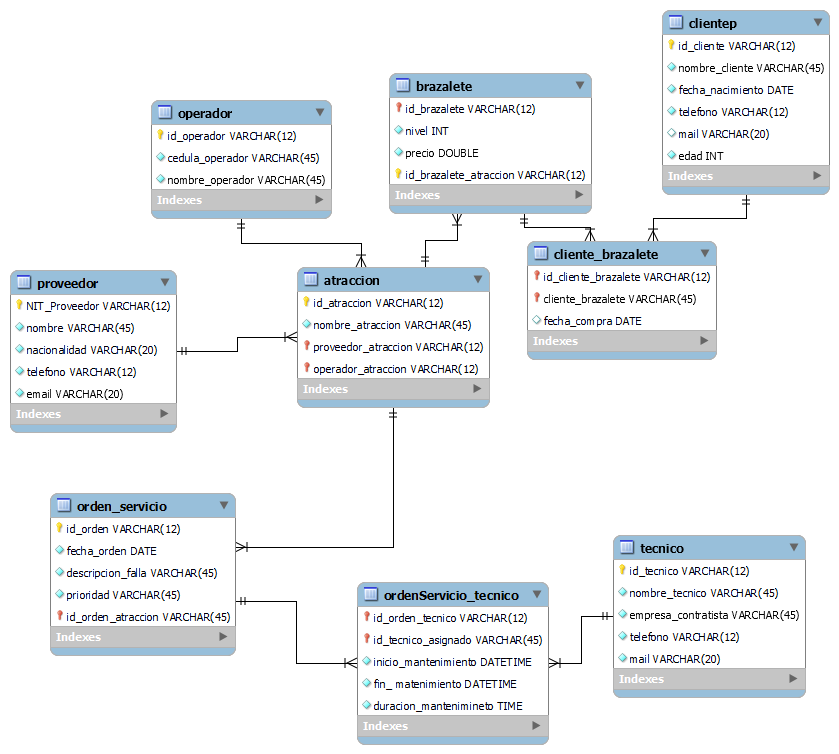 clientep
id_cliente VARCHAR(12)
nombre_cliente VARCHAR(45)
fecha_nacimiento DATE
telefono VARCHAR(12)
mail VARCHAR(20)
edad INT
Indexes
brazalete
id_brazalete VARCHAR(12)
nivel INT
precio DOUBLE
id_brazalete_atraccion VARCHAR(12)
Indexes
operador
id_operador VARCHAR(12)
cedula_operador VARCHAR(45)
nombre_operador VARCHAR(45)
Indexes
cliente_brazalete
id_cliente_brazalete VARCHAR(12)
cliente_brazalete VARCHAR(45)
fecha_compra DATE
Indexes
proveedor
NIT_Proveedor VARCHAR(12)
nombre VARCHAR(45)
nacionalidad VARCHAR(20)
telefono VARCHAR(12)
email VARCHAR(20)
Indexes
atraccion
id_atraccion VARCHAR(12)
nombre_atraccion VARCHAR(45)
proveedor_atraccion VARCHAR(12)
operador_atraccion VARCHAR(12)
Indexes
orden_servicio
id_orden VARCHAR(12)
fecha_orden DATE
descripcion_falla VARCHAR(45)
prioridad VARCHAR(45)
id_orden_atraccion VARCHAR(45)
Indexes
ordenServicio_tecnico
id_orden_tecnico VARCHAR(12)
id_tecnico_asignado VARCHAR(45)
inicio_mantenimiento DATETIME
fin_ matenimiento DATETIME
duracion_mantenimineto TIME
Indexes
tecnico
id_tecnico VARCHAR(12)
nombre_tecnico VARCHAR(45)
empresa_contratista VARCHAR(45)
telefono VARCHAR(12)
mail VARCHAR(20)
Indexes